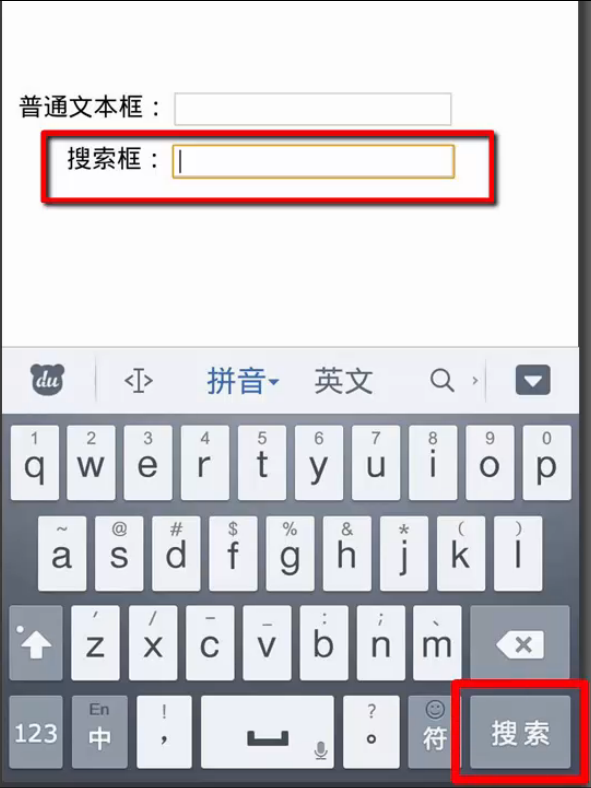 普通文本框：
搜索框：
du 拼音 英文
1 2 3 4 5 6 7 8 9 0
q w e r t y u i o p
~ @ # $ % & * ( )
a s d f g h j k l
' / - _ : ; 、
z x c v b n m
En ! ?
123 中 , 。 符 搜索